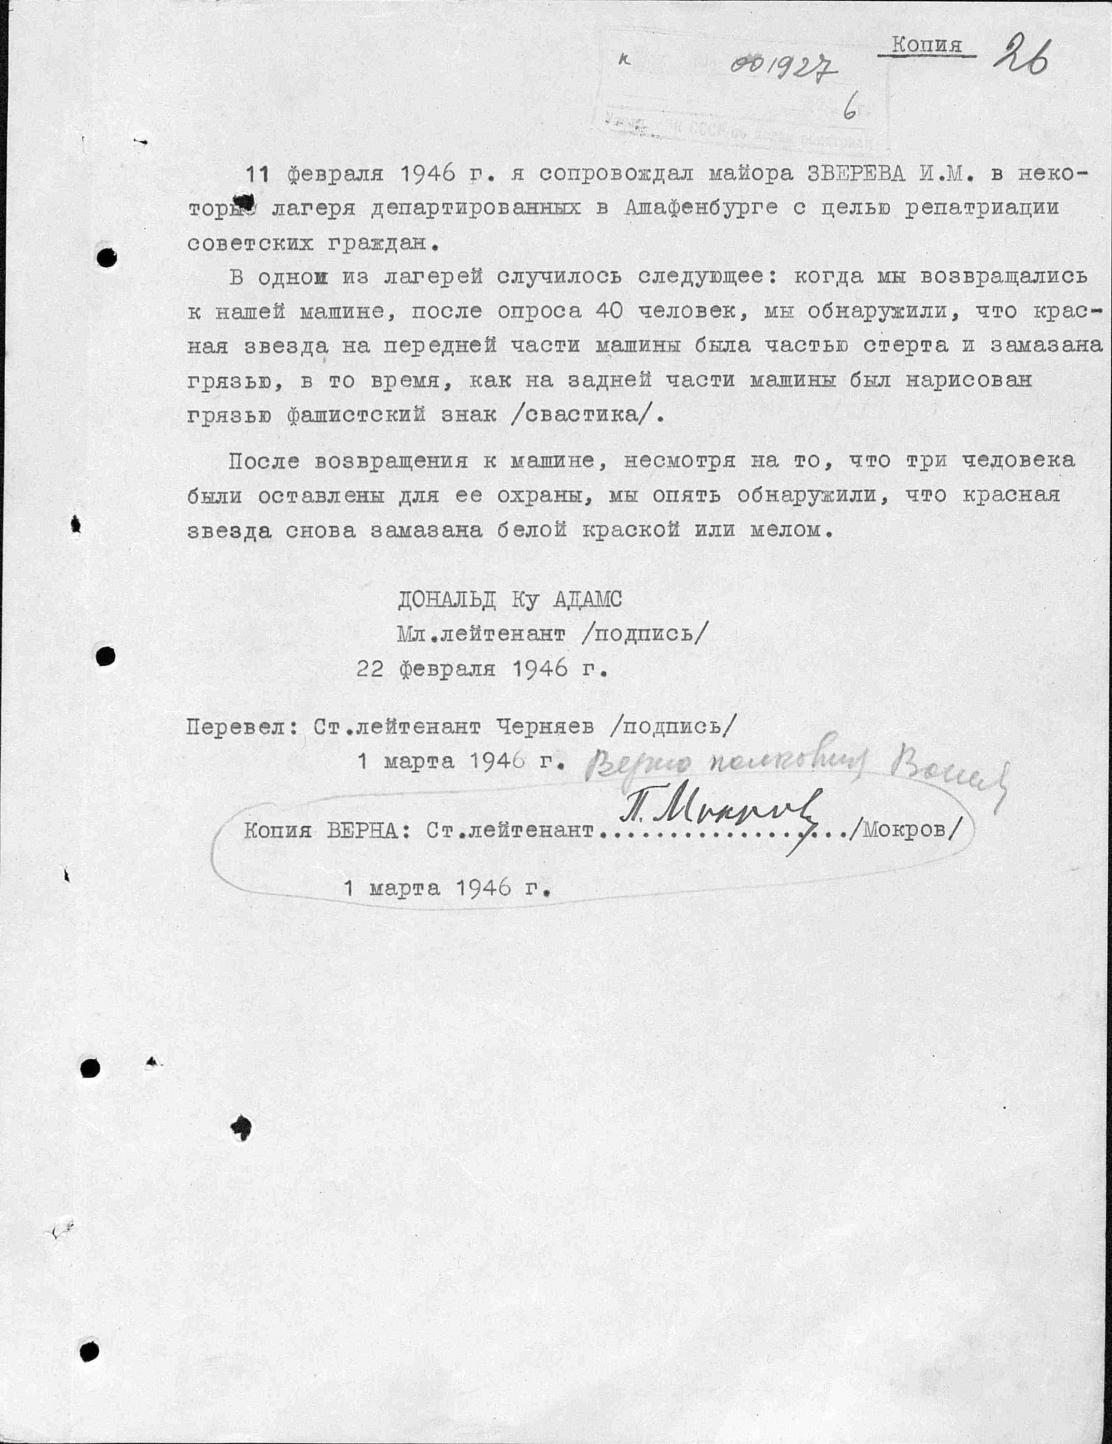 Копия 26
к 001927
6
11 февраля 1946 г. я сопровождал майора ЗВЕРЕВА И.М. в неко-
торые лагеря департированных в Ашафенбурге с целью репатриации
советских граждан.
В одном из лагерей случилось следующее: когда мы возвращались
к нашей машине, после опроса 40 человек, мы обнаружили, что крас-
ная звезда на передней части машины была частью стерта и замазана
грязью, в то время, как на задней части машины был нарисован
грязью фашистский знак /свастика/.
После возвращения к машине, несмотря на то, что три человека
были оставлены для ее охраны, мы опять обнаружили, что красная
звезда снова замазана белой краской или мелом.
ДОНАЛЬД Ку АДАМС
Мл.лейтенант /подпись/
22 февраля 1946 г.
Перевел: Ст.лейтенант Черняев /подпись/
1 марта 1946 г. Верно полковник
П. Мокров
Копия ВЕРНА: Ст.лейтенант................../Мокров/
1 марта 1946 г.